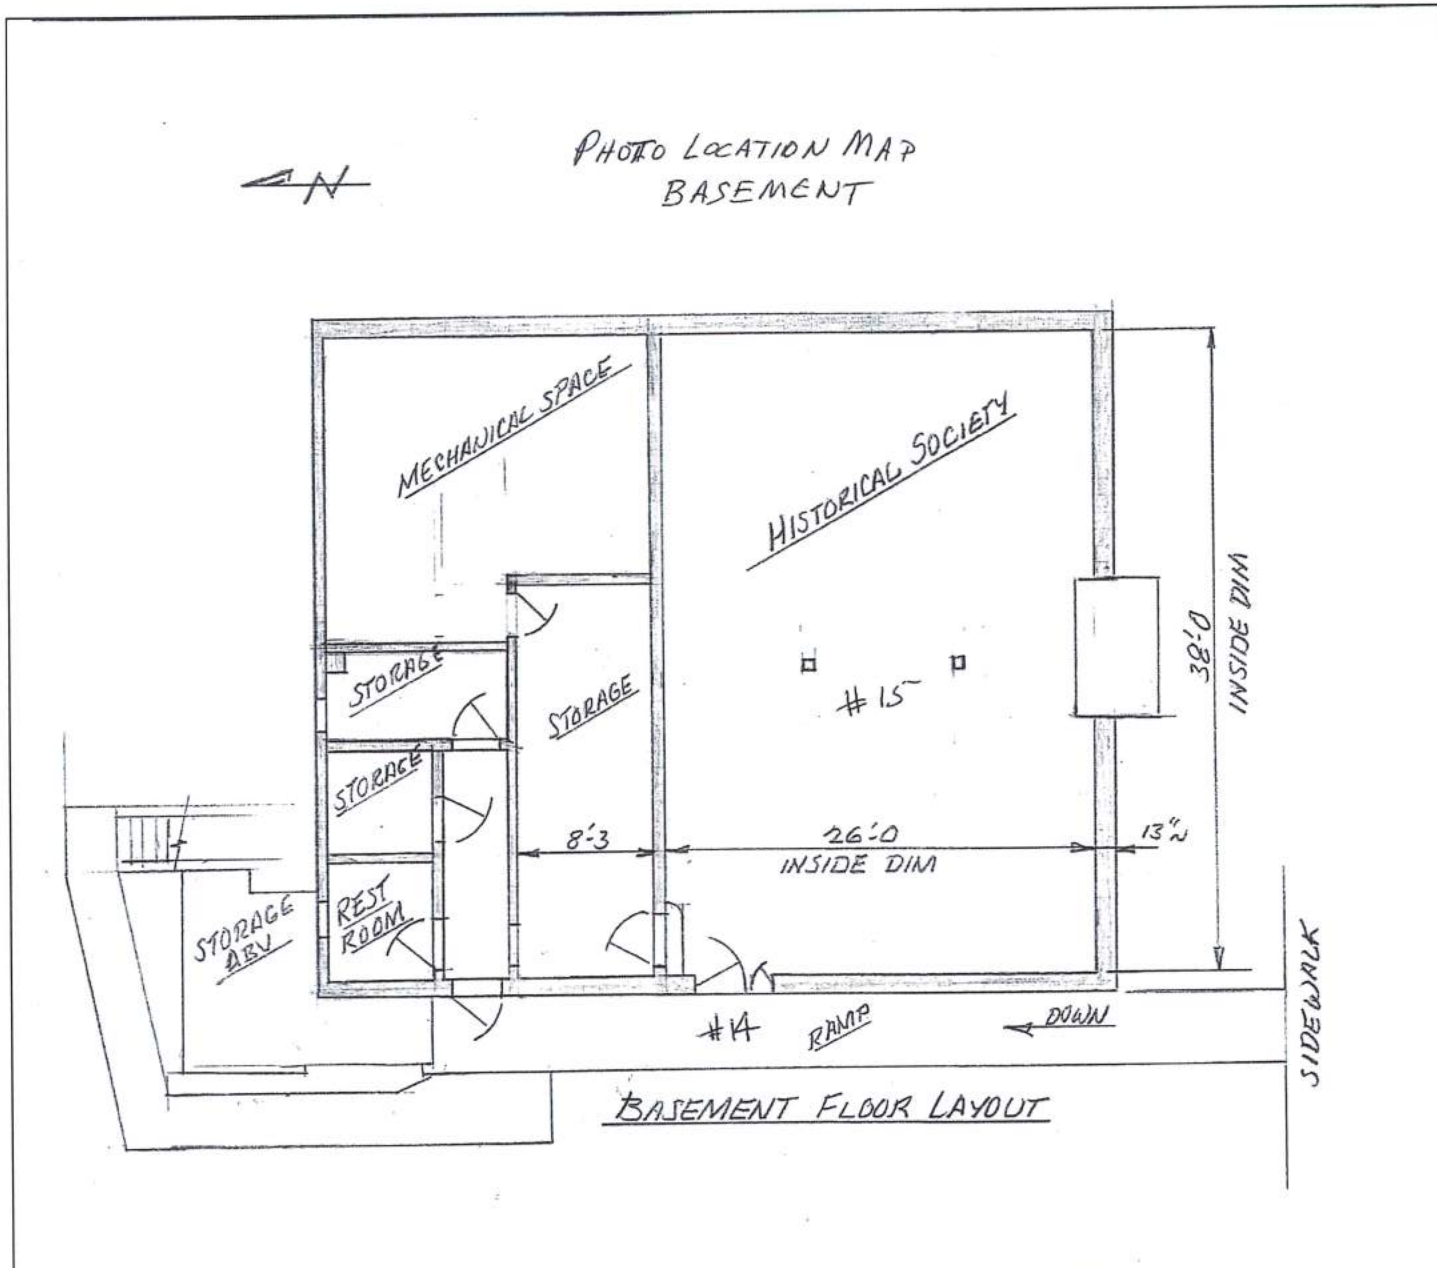 PHOTO LOCATION MAP
BASEMENT
N
MECHANICAL SPACE
HISTORICAL SOCIETY
STORAGE
STORAGE
STORAGE
# 15
38'-0
INSIDE DIM
8'-3
26'-0
INSIDE DIM
13"
REST
ROOM
STORAGE
ABV
#14
RAMP
DOWN
SIDEWALK
BASEMENT FLOOR LAYOUT